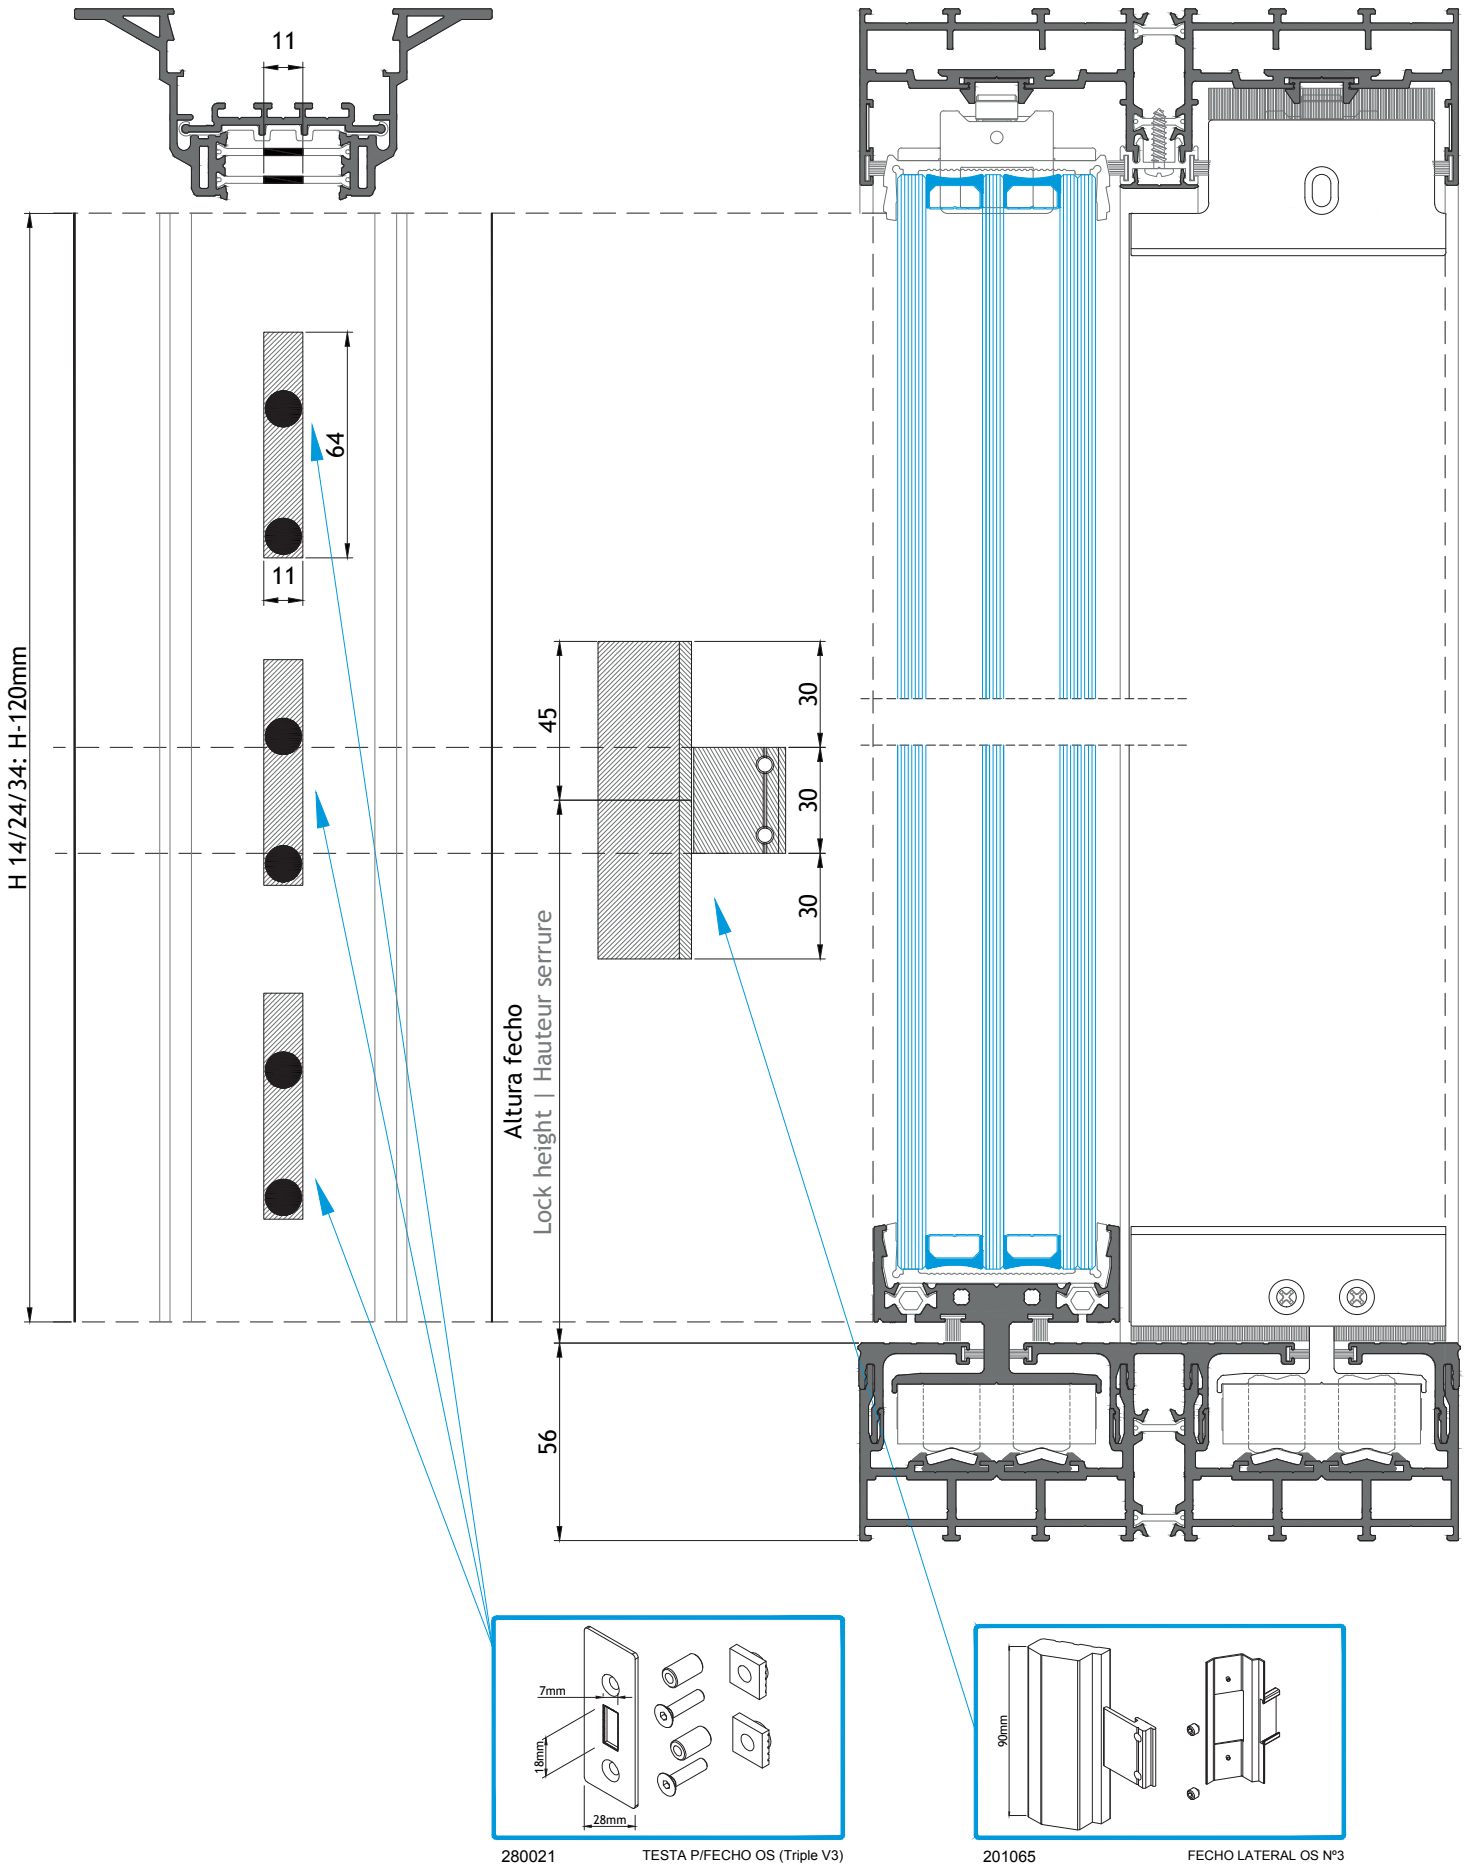 11
64
11
H 14/24/34: H-120mm
45
30
30
30
Altura fecho
Lock height | Hauteur serrure
56
7mm
18mm
28mm
90mm
280021 TESTA P/FECHO OS (Triple V3)
201065 FECHO LATERAL OS Nº3